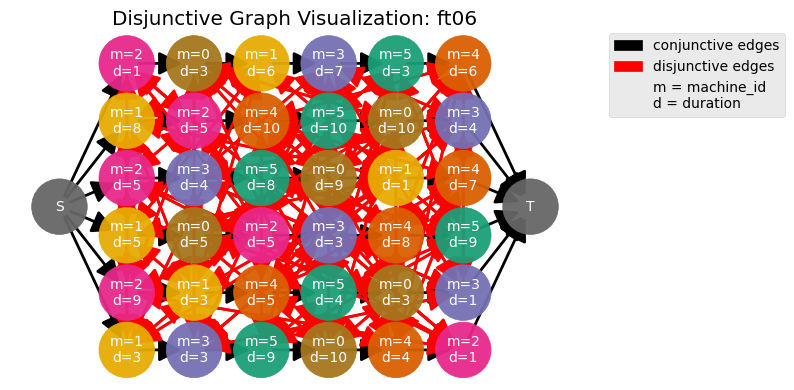 Disjunctive Graph Visualization: ft06
conjunctive edges
disjunctive edges
m = machine_id
d = duration
m=2 m=0 m=1 m=3 m=5 m=4
d=1 d=3 d=6 d=7 d=3 d=6
m=1 m=2 m=4 m=5 m=0 m=3
d=8 d=5 d=10 d=10 d=10 d=4
m=2 m=3 m=5 m=0 m=1 m=4
d=5 d=4 d=8 d=9 d=1 d=7
S T
m=1 m=0 m=2 m=3 m=4 m=5
d=5 d=5 d=5 d=3 d=8 d=9
m=2 m=1 m=4 m=5 m=0 m=3
d=9 d=3 d=5 d=4 d=3 d=1
m=1 m=3 m=5 m=0 m=4 m=2
d=3 d=3 d=9 d=10 d=4 d=1